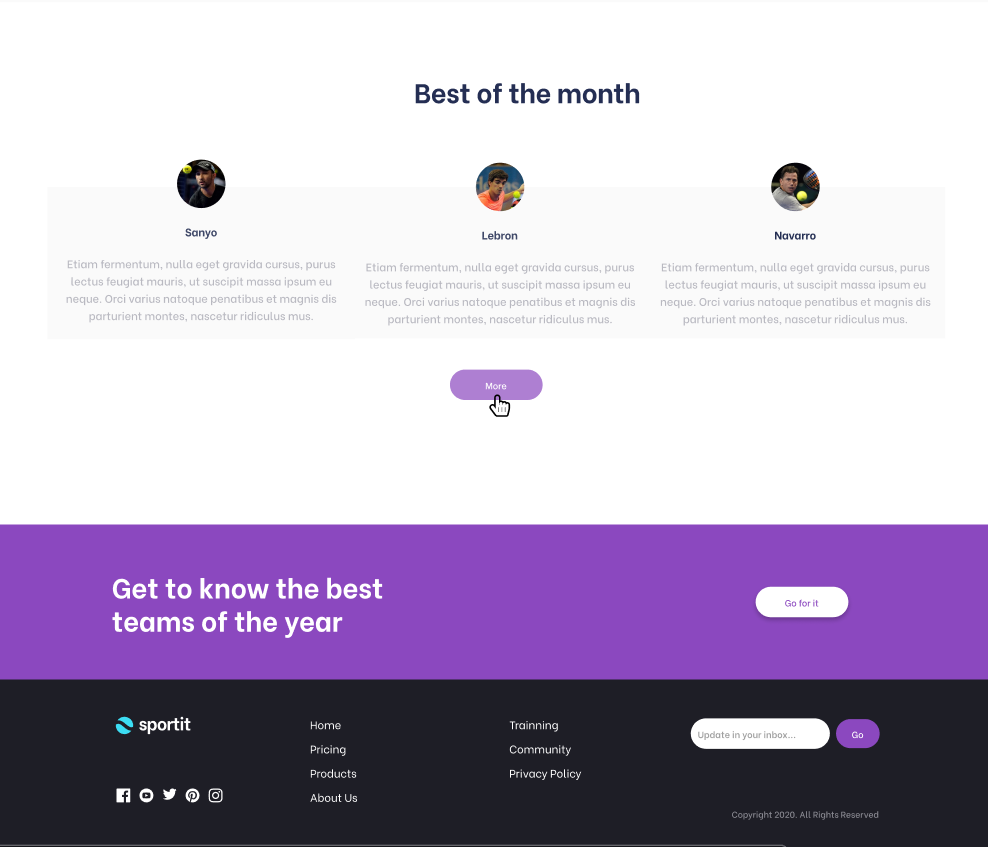 Best of the month
Sanyo
Etiam fermentum, nulla eget gravida cursus, purus
lectus feugiat mauris, ut suscipit massa ipsum eu
neque. Orci varius natoque penatibus et magnis dis
parturient montes, nascetur ridiculus mus.
Lebron
Etiam fermentum, nulla eget gravida cursus, purus
lectus feugiat mauris, ut suscipit massa ipsum eu
neque. Orci varius natoque penatibus et magnis dis
parturient montes, nascetur ridiculus mus.
Navarro
Etiam fermentum, nulla eget gravida cursus, purus
lectus feugiat mauris, ut suscipit massa ipsum eu
neque. Orci varius natoque penatibus et magnis dis
parturient montes, nascetur ridiculus mus.
More
Get to know the best
teams of the year
Go for it
sportit
Home
Pricing
Products
About Us
Trainning
Community
Privacy Policy
Update in your inbox...
Go
Copyright 2020. All Rights Reserved